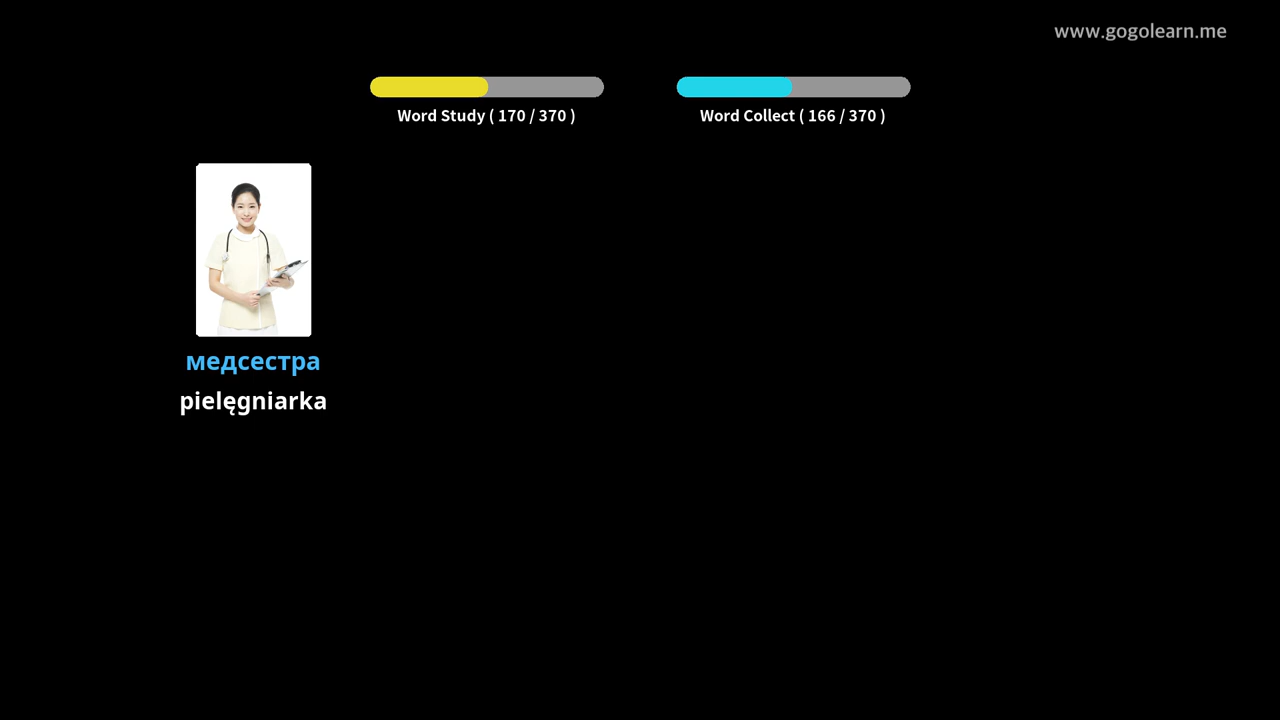 www.gogolearn.me
Word Study ( 170 / 370 )
Word Collect ( 166 / 370 )
медсестра
pielęgniarka